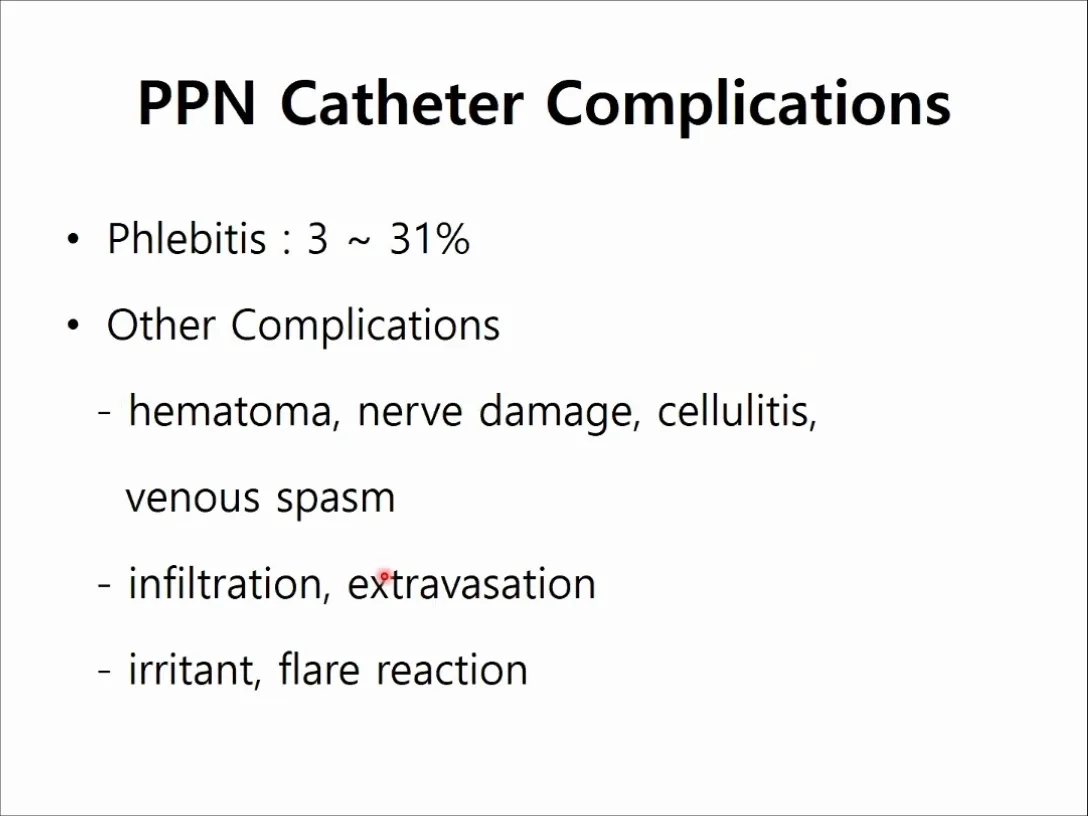 PPN Catheter Complications
• Phlebitis : 3 ~ 31%
• Other Complications
- hematoma, nerve damage, cellulitis,
venous spasm
- infiltration, extravasation
- irritant, flare reaction